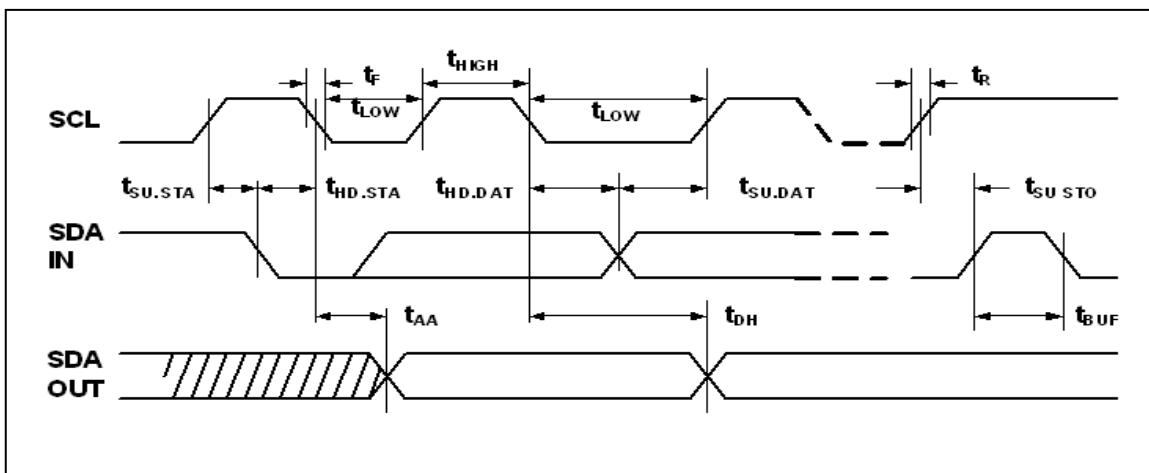 tF
tHIGH
tR
SCL
tLOW
tLOW
tSU.STA
tHD.STA
tHD.DAT
tSU.DAT
tSU STO
SDA
IN
tAA
tDH
tBUF
SDA
OUT